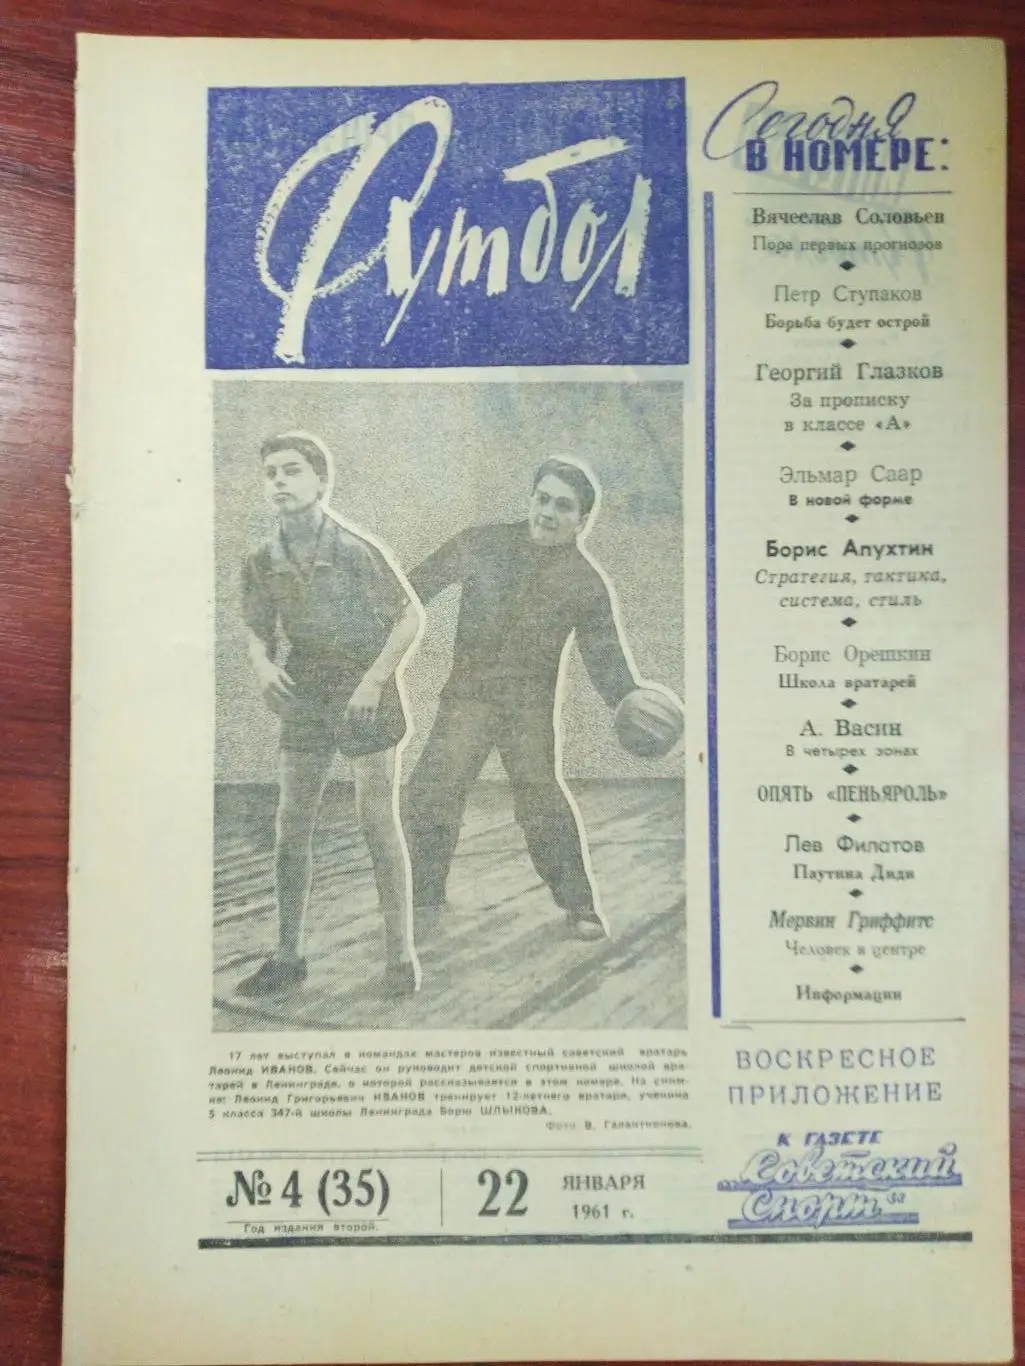 Футбол
Сегодня
В НОМЕРЕ:
Вячеслав Соловьев
Пора первых прогнозов
Петр Ступаков
Борьба будет острой
Георгий Глазков
За прописку
в классе «А»
Эльмар Саар
В новой форме
Борис Апухтин
Стратегия, тактика,
система, стиль
Борис Орешкин
Школа вратарей
А. Васин
В четырех зонах
ОПЯТЬ «ПЕНЬЯРОЛЬ»
Лев Филатов
Паутина Диди
Мервин Гриффитс
Человек в центре
Информации
17 лет выступал в командах мастеров известный советский вратарь
Леонид ИВАНОВ. Сейчас он руководит детской спортивной школой вра-
тарей в Ленинграде, о которой рассказывается в этом номере. На сним-
ке: Леонид Григорьевич ИВАНОВ тренирует 12-летнего вратаря, ученика
5 класса 347-й школы Ленинграда Борю ШЛЫКОВА.
Фото В. Галактионова.
ВОСКРЕСНОЕ
ПРИЛОЖЕНИЕ
К ГАЗЕТЕ
Советский
Спорт
№ 4 (35)
Год издания второй.
22 ЯНВАРЯ
1961 г.